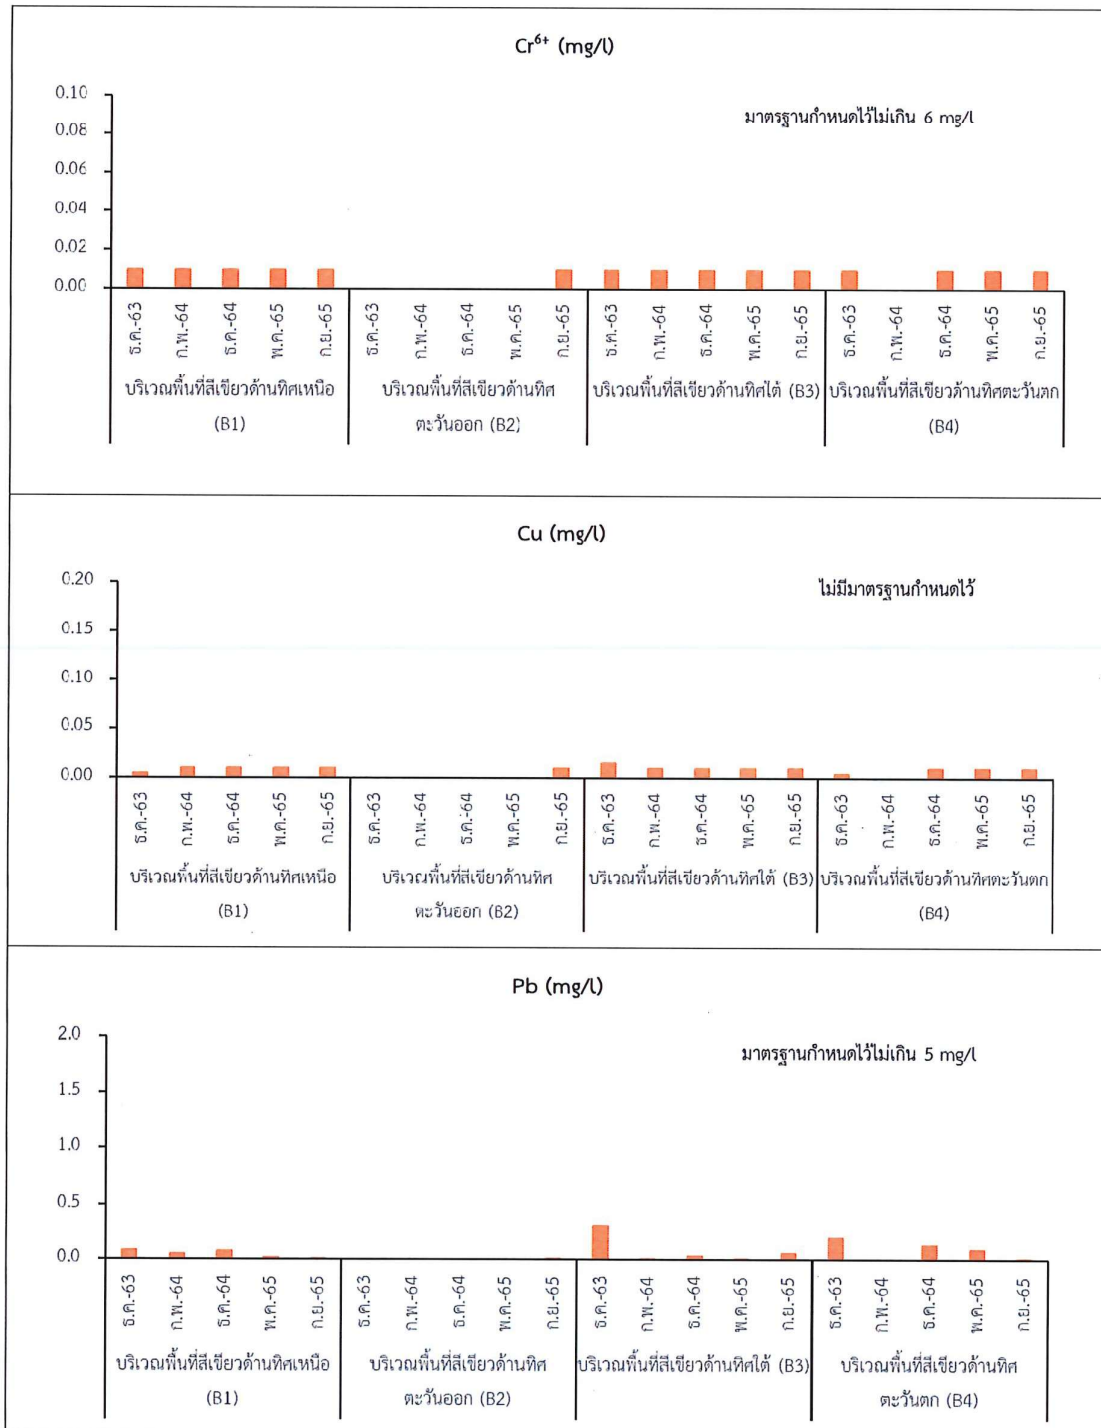 Cr⁶⁺ (mg/l)
มาตรฐานกำหนดไว้ไม่เกิน 6 mg/l
0.10
0.08
0.06
0.04
0.02
0.00
ธ.ค.-63 ก.พ.-64 ธ.ค.-64 พ.ค.-65 ก.ย.-65 ธ.ค.-63 ก.พ.-64 ธ.ค.-64 พ.ค.-65 ก.ย.-65 ธ.ค.-63 ก.พ.-64 ธ.ค.-64 พ.ค.-65 ก.ย.-65 ธ.ค.-63 ก.พ.-64 ธ.ค.-64 พ.ค.-65 ก.ย.-65
บริเวณพื้นที่สีเขียวด้านทิศเหนือ
(B1)
บริเวณพื้นที่สีเขียวด้านทิศ
ตะวันออก (B2)
บริเวณพื้นที่สีเขียวด้านทิศใต้ (B3)
บริเวณพื้นที่สีเขียวด้านทิศตะวันตก
(B4)
Cu (mg/l)
ไม่มีมาตรฐานกำหนดไว้
0.20
0.15
0.10
0.05
0.00
ธ.ค.-63 ก.พ.-64 ธ.ค.-64 พ.ค.-65 ก.ย.-65 ธ.ค.-63 ก.พ.-64 ธ.ค.-64 พ.ค.-65 ก.ย.-65 ธ.ค.-63 ก.พ.-64 ธ.ค.-64 พ.ค.-65 ก.ย.-65 ธ.ค.-63 ก.พ.-64 ธ.ค.-64 พ.ค.-65 ก.ย.-65
บริเวณพื้นที่สีเขียวด้านทิศเหนือ
(B1)
บริเวณพื้นที่สีเขียวด้านทิศ
ตะวันออก (B2)
บริเวณพื้นที่สีเขียวด้านทิศใต้ (B3)
บริเวณพื้นที่สีเขียวด้านทิศตะวันตก
(B4)
Pb (mg/l)
มาตรฐานกำหนดไว้ไม่เกิน 5 mg/l
2.0
1.5
1.0
0.5
0.0
ธ.ค.-63 ก.พ.-64 ธ.ค.-64 พ.ค.-65 ก.ย.-65 ธ.ค.-63 ก.พ.-64 ธ.ค.-64 พ.ค.-65 ก.ย.-65 ธ.ค.-63 ก.พ.-64 ธ.ค.-64 พ.ค.-65 ก.ย.-65 ธ.ค.-63 ก.พ.-64 ธ.ค.-64 พ.ค.-65 ก.ย.-65
บริเวณพื้นที่สีเขียวด้านทิศเหนือ
(B1)
บริเวณพื้นที่สีเขียวด้านทิศ
ตะวันออก (B2)
บริเวณพื้นที่สีเขียวด้านทิศใต้ (B3)
บริเวณพื้นที่สีเขียวด้านทิศ
ตะวันตก (B4)